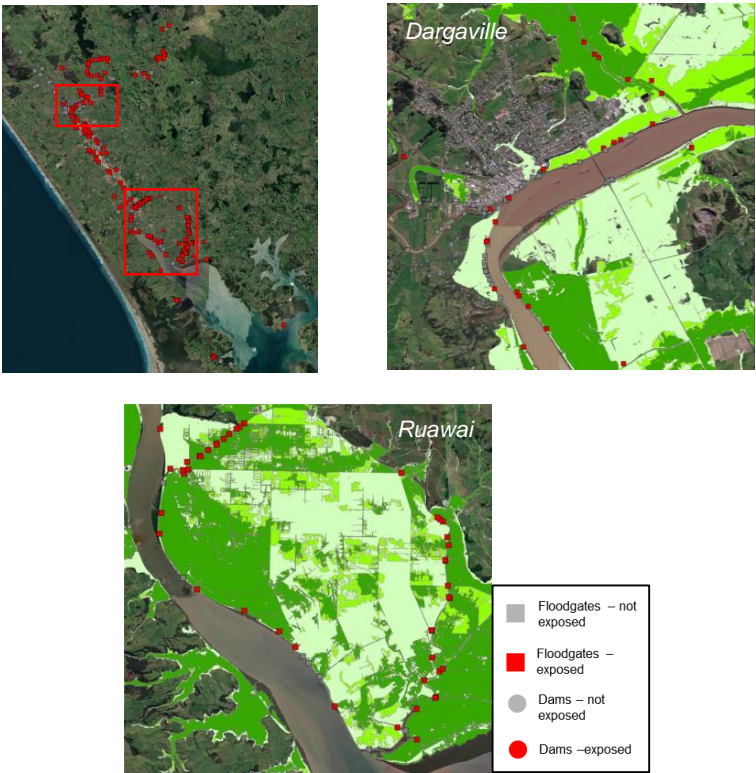 Dargaville
Ruawai
Floodgates – not
exposed
Floodgates –
exposed
Dams – not
exposed
Dams –exposed